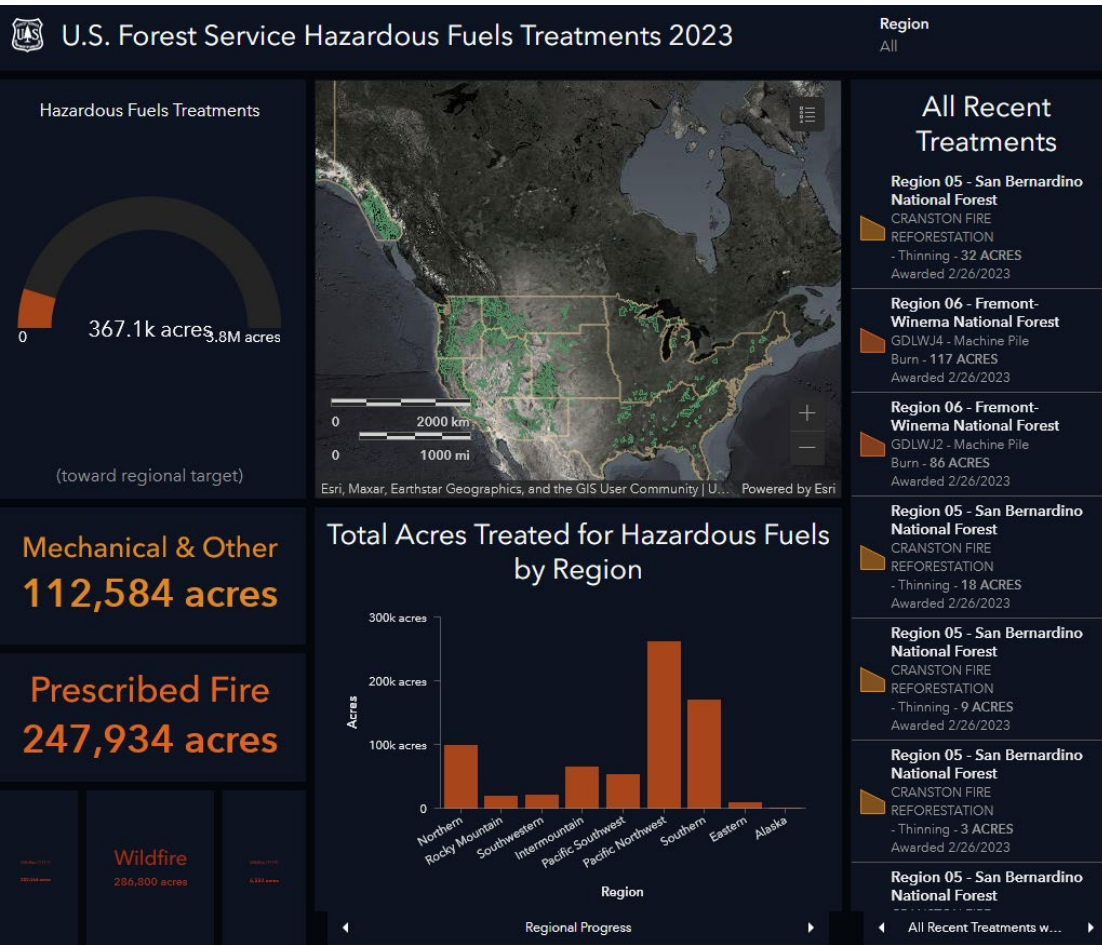 U.S. Forest Service Hazardous Fuels Treatments 2023
Region
All
Hazardous Fuels Treatments
367.1k acres
0
3.8M acres
(toward regional target)
Mechanical & Other
112,584 acres
Prescribed Fire
247,934 acres
Wildfire
286,800 acres
0
2000 km
0
1000 mi
Esri, Maxar, Earthstar Geographics, and the GIS User Community | U...
Powered by Esri
Total Acres Treated for Hazardous Fuels
by Region
300k acres
200k acres
100k acres
0
Acres
Northern
Rocky Mountain
Southwestern
Intermountain
Pacific Southwest
Pacific Northwest
Southern
Eastern
Alaska
Region
Regional Progress
All Recent
Treatments
Region 05 - San Bernardino
National Forest
CRANSTON FIRE
REFORESTATION
- Thinning - 32 ACRES
Awarded 2/26/2023
Region 06 - Fremont-
Winema National Forest
GDLWJ4 - Machine Pile
Burn - 117 ACRES
Awarded 2/26/2023
Region 06 - Fremont-
Winema National Forest
GDLWJ2 - Machine Pile
Burn - 86 ACRES
Awarded 2/26/2023
Region 05 - San Bernardino
National Forest
CRANSTON FIRE
REFORESTATION
- Thinning - 18 ACRES
Awarded 2/26/2023
Region 05 - San Bernardino
National Forest
CRANSTON FIRE
REFORESTATION
- Thinning - 9 ACRES
Awarded 2/26/2023
Region 05 - San Bernardino
National Forest
CRANSTON FIRE
REFORESTATION
- Thinning - 3 ACRES
Awarded 2/26/2023
Region 05 - San Bernardino
National Forest
All Recent Treatments w...